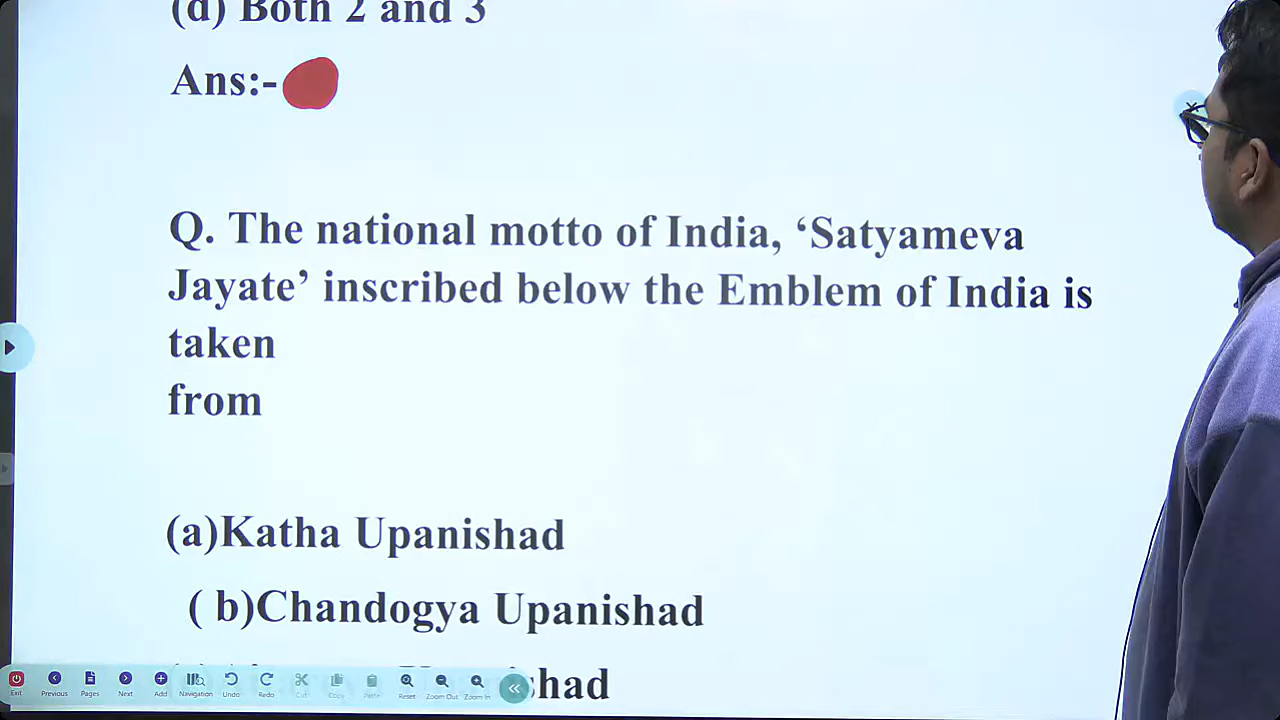 (d) Both 2 and 3
Ans:-
Q. The national motto of India, ‘Satyameva
Jayate’ inscribed below the Emblem of India is
taken
from
(a)Katha Upanishad
( b)Chandogya Upanishad
shad
Exit Previous Pages Next Add Navigation Undo Redo Cut Copy Paste Reset Zoom Out Zoom In